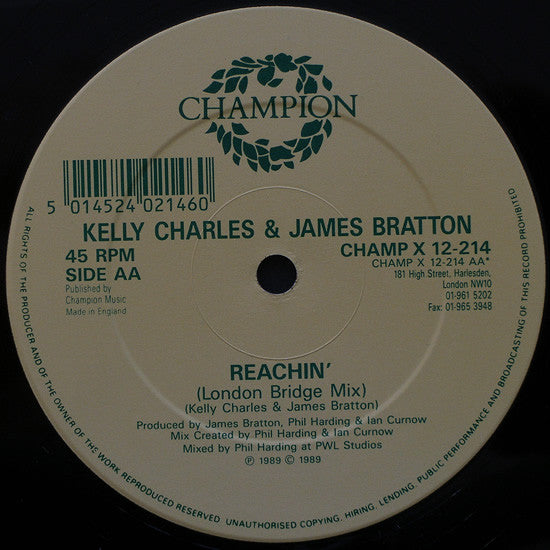 CHAMPION
5 014524 021460
KELLY CHARLES & JAMES BRATTON
45 RPM
SIDE AA
Published by
Champion Music
Made in England
CHAMP X 12-214
CHAMP X 12-214 AA*
181 High Street, Harlesden,
London NW10
01-961 5202
Fax: 01-965 3948
REACHIN'
(London Bridge Mix)
(Kelly Charles & James Bratton)
Produced by James Bratton, Phil Harding & Ian Curnow
Mix Created by Phil Harding & Ian Curnow
Mixed by Phil Harding at PWL Studios
℗ 1989 © 1989
ALL RIGHTS OF THE PRODUCER AND OF THE OWNER OF THE WORK REPRODUCED RESERVED. UNAUTHORISED COPYING, HIRING, LENDING, PUBLIC PERFORMANCE AND BROADCASTING OF THIS RECORD PROHIBITED